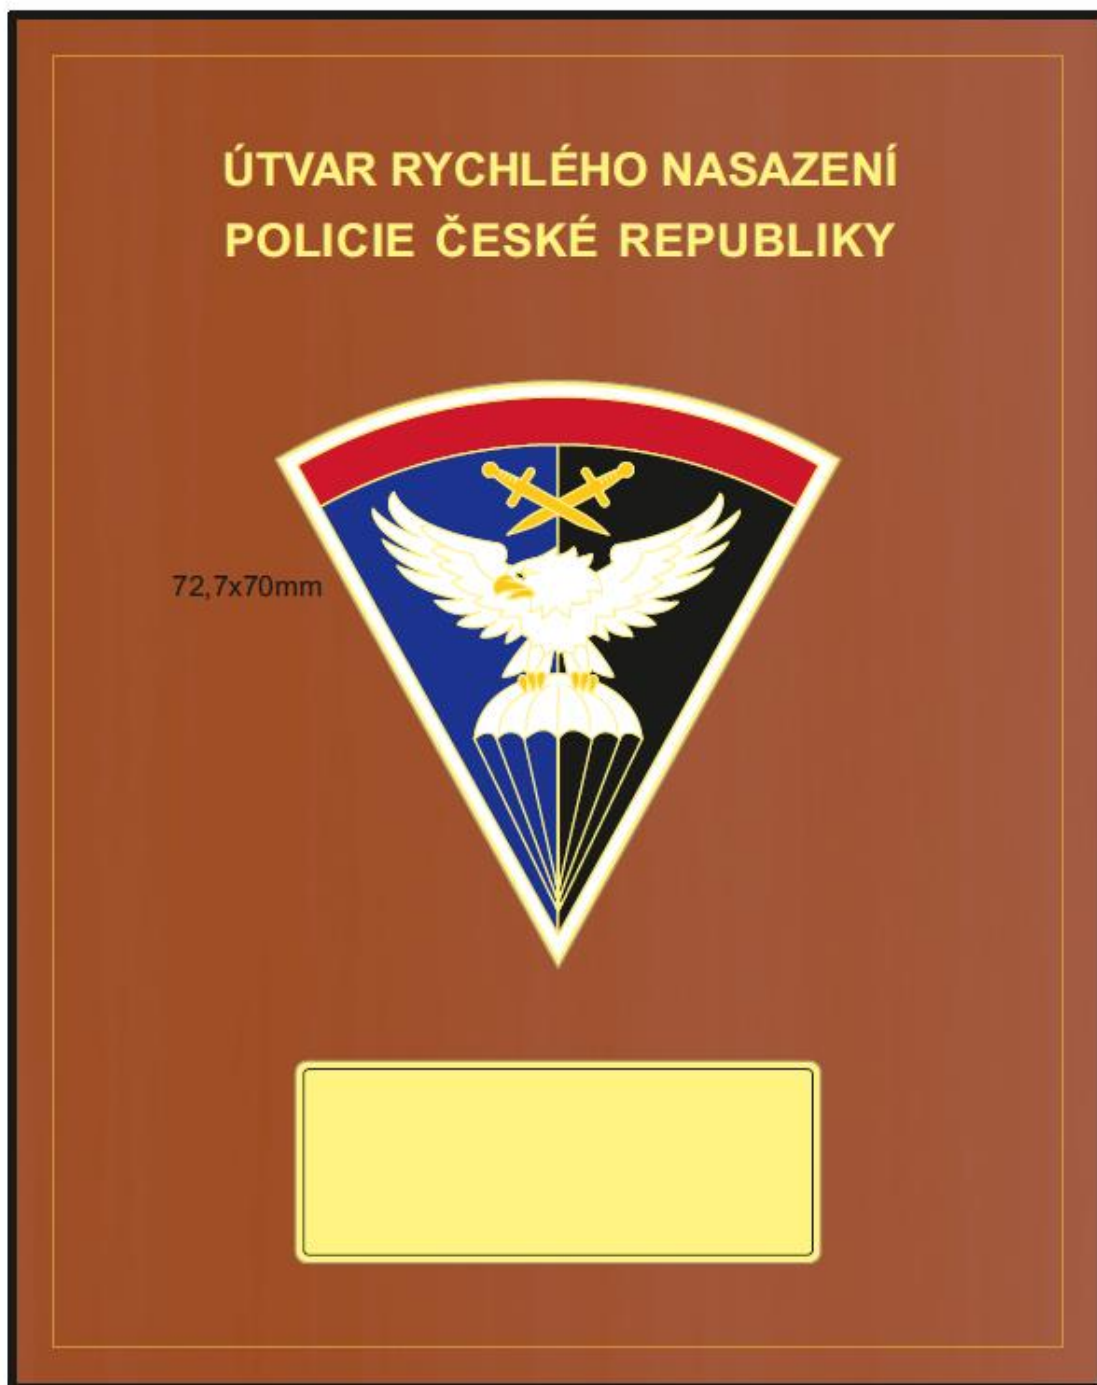 ÚTVAR RYCHLÉHO NASAZENÍ
POLICIE ČESKÉ REPUBLIKY
72,7x70mm